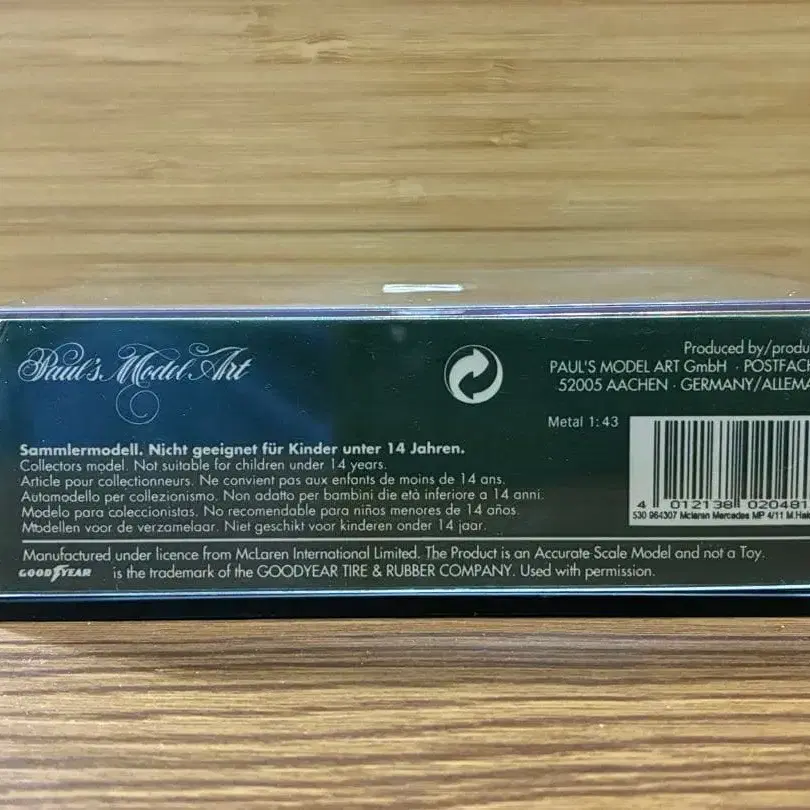 Paul's Model Art
Produced by/produ
PAUL'S MODEL ART GmbH · POSTFACH
52005 AACHEN · GERMANY/ALLEMA
Metal 1:43
Sammlermodell. Nicht geeignet für Kinder unter 14 Jahren.
Collectors model. Not suitable for children under 14 years.
Article pour collectionneurs. Ne convient pas aux enfants de moins de 14 ans.
Automodello per collezionismo. Non adatto per bambini die età inferiore a 14 anni.
Modelo para coleccionistas. No recomendable para niños menores de 14 años.
Modellen voor de verzamelaar. Niet geschikt voor kinderen onder 14 jaar.
4 012138 020481
530 964307 Mclaren Mercedes MP 4/11 M.Hak
Manufactured under licence from McLaren International Limited. The Product is an Accurate Scale Model and not a Toy.
GOODYEAR is the trademark of the GOODYEAR TIRE & RUBBER COMPANY. Used with permission.